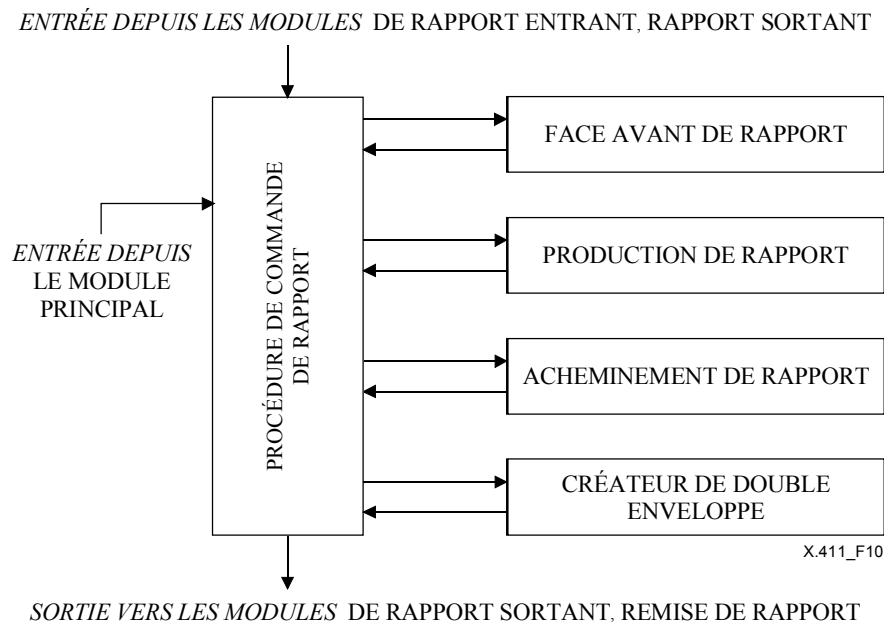 ENTRÉE DEPUIS LES MODULES DE RAPPORT ENTRANT, RAPPORT SORTANT
FACE AVANT DE RAPPORT
ENTRÉE DEPUIS
LE MODULE
PRINCIPAL
PROCÉDURE DE COMMANDE
DE RAPPORT
PRODUCTION DE RAPPORT
ACHEMINEMENT DE RAPPORT
CRÉATEUR DE DOUBLE
ENVELOPPE
X.411_F10
SORTIE VERS LES MODULES DE RAPPORT SORTANT, REMISE DE RAPPORT